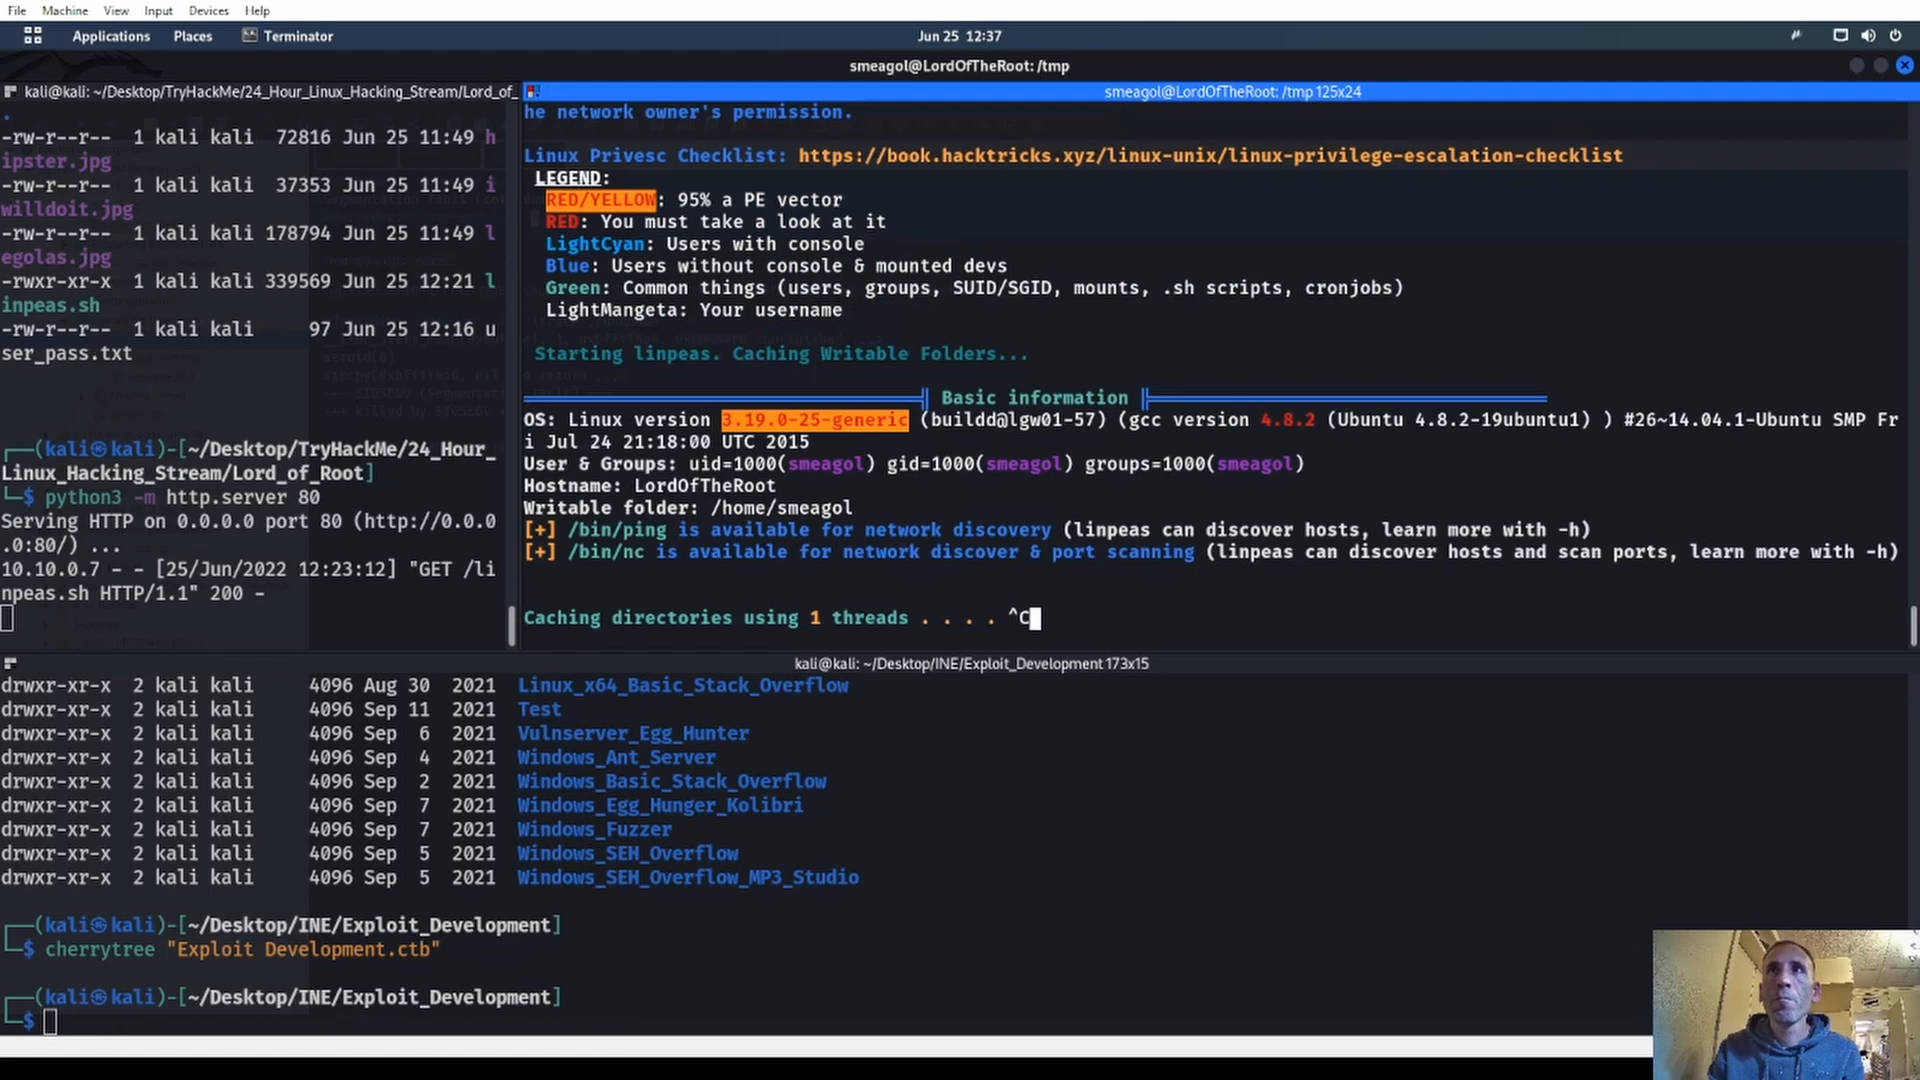 File Machine View Input Devices Help
Applications Places Terminator Jun 25 12:37
smeagol@LordOfTheRoot: /tmp
kali@kali: ~/Desktop/TryHackMe/24_Hour_Linux_Hacking_Stream/Lord_of_
-rw-r--r-- 1 kali kali 72816 Jun 25 11:49 h
ipster.jpg
-rw-r--r-- 1 kali kali 37353 Jun 25 11:49 i
willdoit.jpg
-rw-r--r-- 1 kali kali 178794 Jun 25 11:49 l
egolas.jpg
-rwxr-xr-x 1 kali kali 339569 Jun 25 12:21 l
inpeas.sh
-rw-r--r-- 1 kali kali 97 Jun 25 12:16 u
ser_pass.txt
┌──(kali㉿kali)-[~/Desktop/TryHackMe/24_Hour_
Linux_Hacking_Stream/Lord_of_Root]
└─$ python3 -m http.server 80
Serving HTTP on 0.0.0.0 port 80 (http://0.0.0
.0:80/) ...
10.10.0.7 - - [25/Jun/2022 12:23:12] "GET /li
npeas.sh HTTP/1.1" 200 -
smeagol@LordOfTheRoot: /tmp 125x24
he network owner's permission.
Linux Privesc Checklist: https://book.hacktricks.xyz/linux-unix/linux-privilege-escalation-checklist
LEGEND:
RED/YELLOW: 95% a PE vector
RED: You must take a look at it
LightCyan: Users with console
Blue: Users without console & mounted devs
Green: Common things (users, groups, SUID/SGID, mounts, .sh scripts, cronjobs)
LightMangeta: Your username
Starting linpeas. Caching Writable Folders...
Basic information
OS: Linux version 3.19.0-25-generic (buildd@lgw01-57) (gcc version 4.8.2 (Ubuntu 4.8.2-19ubuntu1) ) #26~14.04.1-Ubuntu SMP Fr
i Jul 24 21:18:00 UTC 2015
User & Groups: uid=1000(smeagol) gid=1000(smeagol) groups=1000(smeagol)
Hostname: LordOfTheRoot
Writable folder: /home/smeagol
[+] /bin/ping is available for network discovery (linpeas can discover hosts, learn more with -h)
[+] /bin/nc is available for network discover & port scanning (linpeas can discover hosts and scan ports, learn more with -h)
Caching directories using 1 threads . . . . ^C
kali@kali: ~/Desktop/INE/Exploit_Development 173x15
drwxr-xr-x 2 kali kali 4096 Aug 30 2021 Linux_x64_Basic_Stack_Overflow
drwxr-xr-x 2 kali kali 4096 Sep 11 2021 Test
drwxr-xr-x 2 kali kali 4096 Sep 6 2021 Vulnserver_Egg_Hunter
drwxr-xr-x 2 kali kali 4096 Sep 4 2021 Windows_Ant_Server
drwxr-xr-x 2 kali kali 4096 Sep 2 2021 Windows_Basic_Stack_Overflow
drwxr-xr-x 2 kali kali 4096 Sep 7 2021 Windows_Egg_Hunger_Kolibri
drwxr-xr-x 2 kali kali 4096 Sep 7 2021 Windows_Fuzzer
drwxr-xr-x 2 kali kali 4096 Sep 5 2021 Windows_SEH_Overflow
drwxr-xr-x 2 kali kali 4096 Sep 5 2021 Windows_SEH_Overflow_MP3_Studio
┌──(kali㉿kali)-[~/Desktop/INE/Exploit_Development]
└─$ cherrytree "Exploit Development.ctb"
┌──(kali㉿kali)-[~/Desktop/INE/Exploit_Development]
└─$